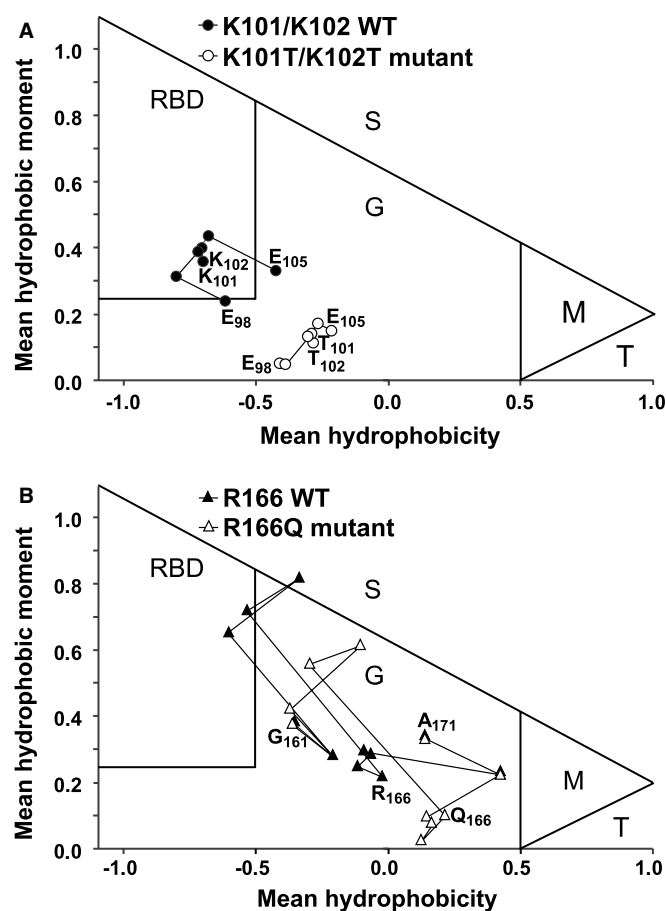 A
K101/K102 WT
K101T/K102T mutant
Mean hydrophobic moment
1.0
0.8
0.6
0.4
0.2
0.0
RBD
S
G
M
T
K102
K101
E105
E98
E105
T101
T102
E98
-1.0
-0.5
0.0
0.5
1.0
Mean hydrophobicity
B
R166 WT
R166Q mutant
Mean hydrophobic moment
1.0
0.8
0.6
0.4
0.2
0.0
RBD
S
G
M
T
A171
G161
R166
Q166
-1.0
-0.5
0.0
0.5
1.0
Mean hydrophobicity